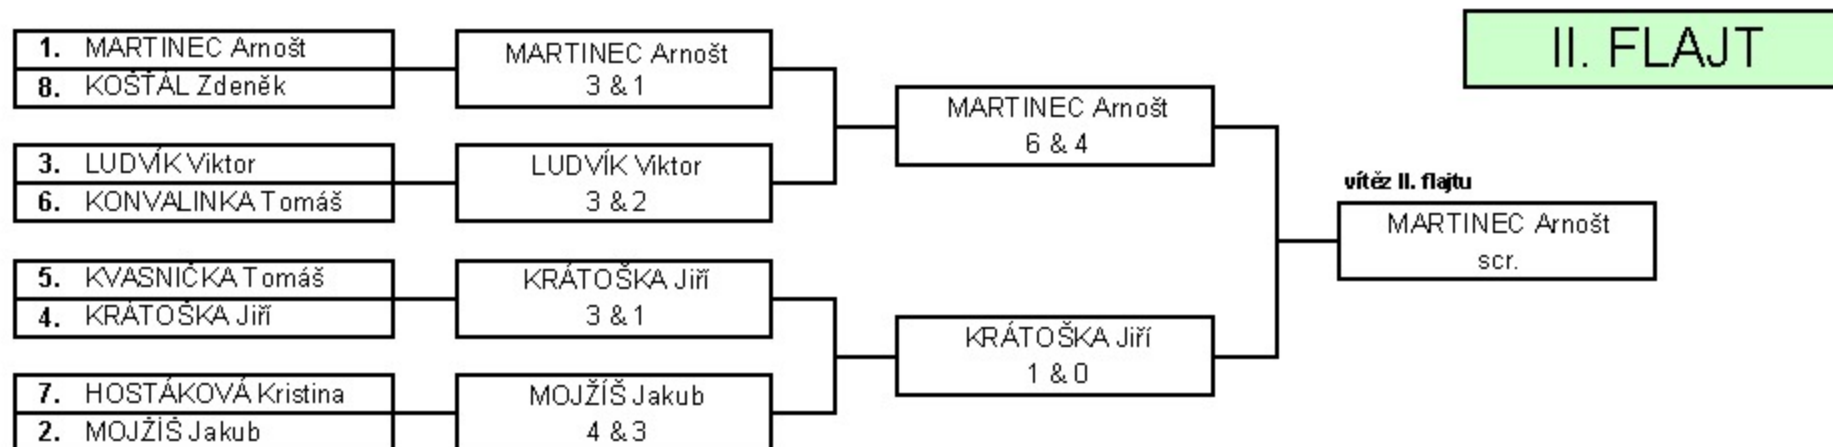 II. FLAJT
1. MARTINEC Arnošt
8. KOŠŤÁL Zdeněk
3. LUDVÍK Viktor
6. KONVALINKA Tomáš
5. KVASNIČKA Tomáš
4. KRÁTOŠKA Jiří
7. HOSTÁKOVÁ Kristina
2. MOJŽÍŠ Jakub
MARTINEC Arnošt
3 & 1
LUDVÍK Viktor
3 & 2
KRÁTOŠKA Jiří
3 & 1
MOJŽÍŠ Jakub
4 & 3
MARTINEC Arnošt
6 & 4
KRÁTOŠKA Jiří
1 & 0
vítěz II. flajtu
MARTINEC Arnošt
scr.